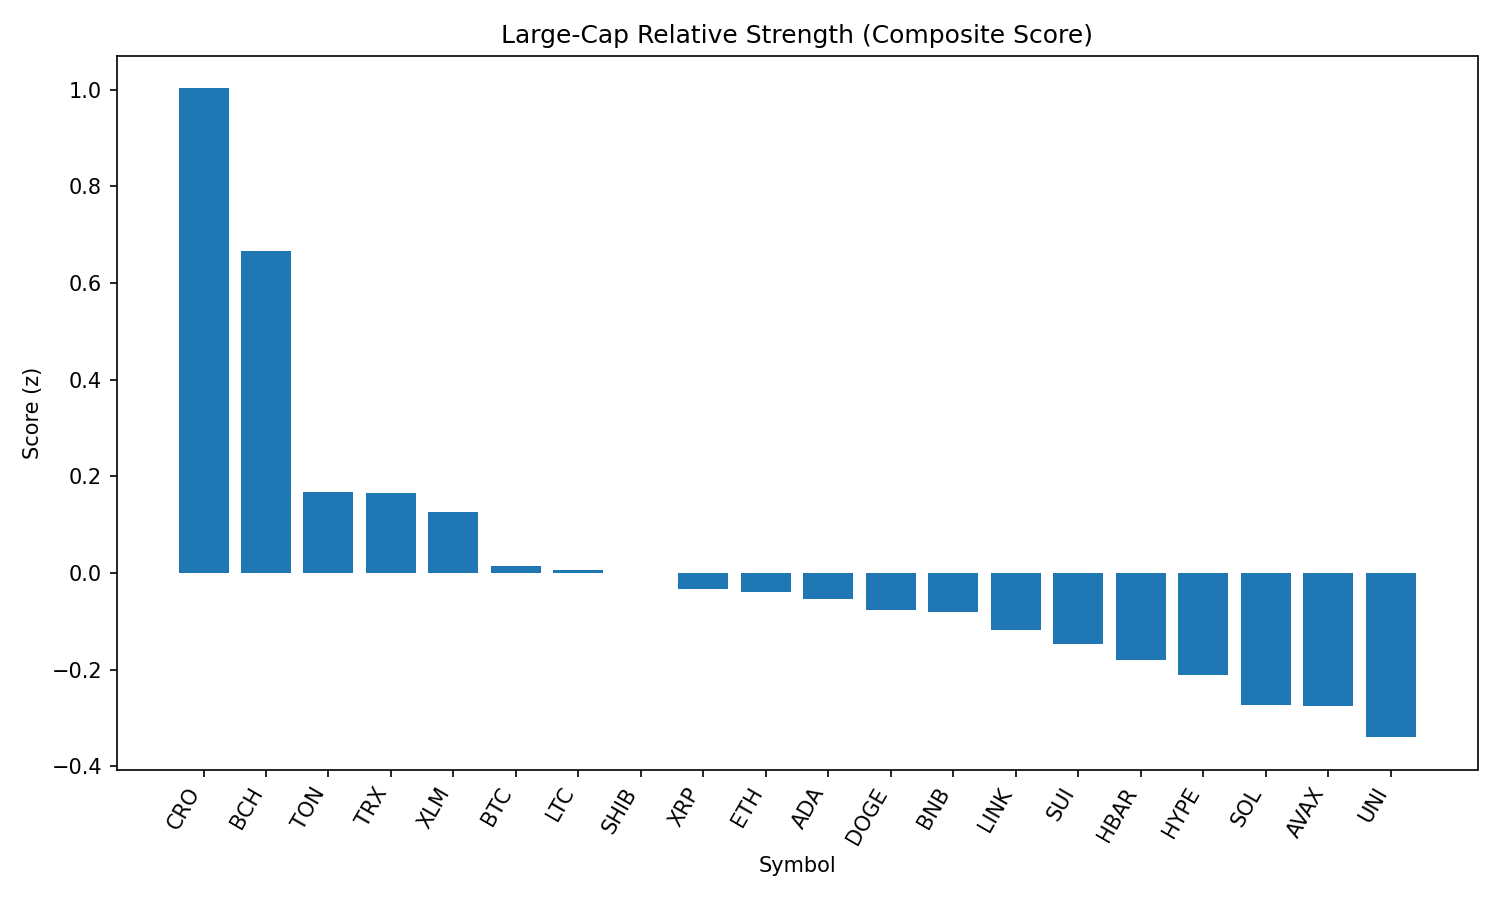 Large-Cap Relative Strength (Composite Score)
1.0
0.8
0.6
0.4
0.2
0.0
−0.2
−0.4
Score (z)
CRO
BCH
TON
TRX
XLM
BTC
LTC
SHIB
XRP
ETH
ADA
DOGE
BNB
LINK
SUI
HBAR
HYPE
SOL
AVAX
UNI
Symbol